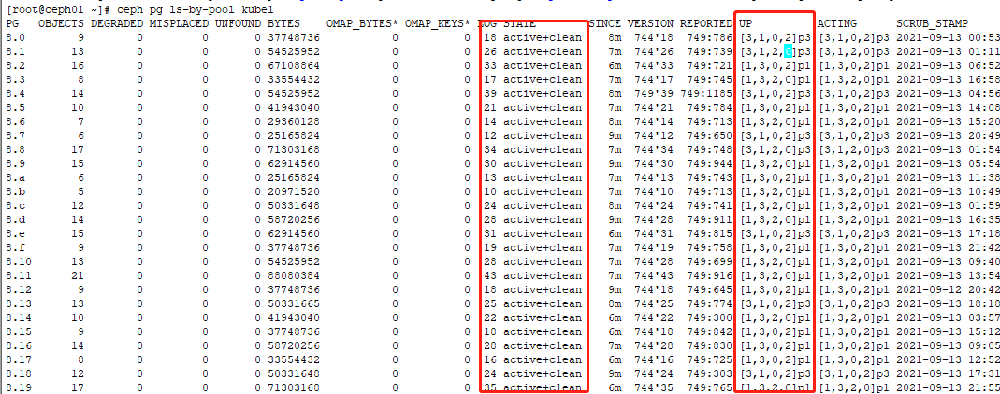 [root@ceph01 ~]# ceph pg ls-by-pool kube1
PG OBJECTS DEGRADED MISPLACED UNFOUND BYTES OMAP_BYTES* OMAP_KEYS* LOG STATE SINCE VERSION REPORTED UP ACTING SCRUB_STAMP
8.0 9 0 0 0 37748736 0 0 18 active+clean 8m 744'18 749:786 [3,1,0,2]p3 [3,1,0,2]p3 2021-09-13 00:53
8.1 13 0 0 0 54525952 0 0 26 active+clean 7m 744'26 749:739 [3,1,2,0]p3 [3,1,2,0]p3 2021-09-13 01:11
8.2 16 0 0 0 67108864 0 0 33 active+clean 6m 744'33 749:721 [1,3,0,2]p1 [1,3,0,2]p1 2021-09-13 06:52
8.3 8 0 0 0 33554432 0 0 17 active+clean 7m 744'17 749:745 [1,3,2,0]p1 [1,3,2,0]p1 2021-09-13 16:58
8.4 14 0 0 0 54525952 0 0 39 active+clean 8m 749'39 749:1185 [3,1,0,2]p3 [3,1,0,2]p3 2021-09-13 04:56
8.5 10 0 0 0 41943040 0 0 21 active+clean 7m 744'21 749:784 [1,3,0,2]p1 [1,3,0,2]p1 2021-09-13 14:08
8.6 7 0 0 0 29360128 0 0 14 active+clean 8m 744'14 749:713 [1,3,0,2]p1 [1,3,0,2]p1 2021-09-13 15:20
8.7 6 0 0 0 25165824 0 0 12 active+clean 9m 744'12 749:650 [3,1,2,0]p3 [3,1,2,0]p3 2021-09-13 20:49
8.8 17 0 0 0 71303168 0 0 34 active+clean 7m 744'34 749:748 [3,1,0,2]p3 [3,1,0,2]p3 2021-09-13 01:54
8.9 15 0 0 0 62914560 0 0 30 active+clean 9m 744'30 749:944 [1,3,2,0]p1 [1,3,2,0]p1 2021-09-13 05:54
8.a 6 0 0 0 25165824 0 0 13 active+clean 7m 744'13 749:743 [1,3,2,0]p1 [1,3,2,0]p1 2021-09-13 11:38
8.b 5 0 0 0 20971520 0 0 10 active+clean 7m 744'10 749:713 [1,3,0,2]p1 [1,3,0,2]p1 2021-09-13 10:49
8.c 12 0 0 0 50331648 0 0 24 active+clean 8m 744'24 749:741 [1,3,2,0]p1 [1,3,2,0]p1 2021-09-13 01:59
8.d 14 0 0 0 58720256 0 0 28 active+clean 9m 744'28 749:911 [1,3,2,0]p1 [1,3,2,0]p1 2021-09-13 16:35
8.e 15 0 0 0 62914560 0 0 31 active+clean 6m 744'31 749:815 [3,1,0,2]p3 [3,1,0,2]p3 2021-09-13 17:18
8.f 9 0 0 0 37748736 0 0 19 active+clean 7m 744'19 749:758 [1,3,0,2]p1 [1,3,0,2]p1 2021-09-13 21:42
8.10 13 0 0 0 54525952 0 0 28 active+clean 7m 744'28 749:699 [1,3,2,0]p1 [1,3,2,0]p1 2021-09-13 09:40
8.11 21 0 0 0 88080384 0 0 43 active+clean 7m 744'43 749:916 [1,3,2,0]p1 [1,3,2,0]p1 2021-09-13 13:54
8.12 9 0 0 0 37748736 0 0 18 active+clean 9m 744'18 749:645 [1,3,0,2]p1 [1,3,0,2]p1 2021-09-12 20:42
8.13 13 0 0 0 50331665 0 0 25 active+clean 8m 744'25 749:774 [3,1,0,2]p3 [3,1,0,2]p3 2021-09-13 18:18
8.14 10 0 0 0 41943040 0 0 22 active+clean 6m 744'22 749:300 [1,3,2,0]p1 [1,3,2,0]p1 2021-09-13 03:57
8.15 9 0 0 0 37748736 0 0 18 active+clean 6m 744'18 749:842 [1,3,0,2]p1 [1,3,0,2]p1 2021-09-13 15:12
8.16 14 0 0 0 58720256 0 0 28 active+clean 7m 744'28 749:830 [1,3,2,0]p1 [1,3,2,0]p1 2021-09-13 09:05
8.17 8 0 0 0 33554432 0 0 16 active+clean 6m 744'16 749:725 [1,3,0,2]p1 [1,3,0,2]p1 2021-09-13 12:52
8.18 12 0 0 0 50331648 0 0 24 active+clean 9m 744'24 749:303 [3,1,0,2]p3 [3,1,0,2]p3 2021-09-13 17:31
8.19 17 0 0 0 71303168 0 0 35 active+clean 6m 744'35 749:765 [1,3,2,0]p1 [1,3,2,0]p1 2021-09-13 21:55